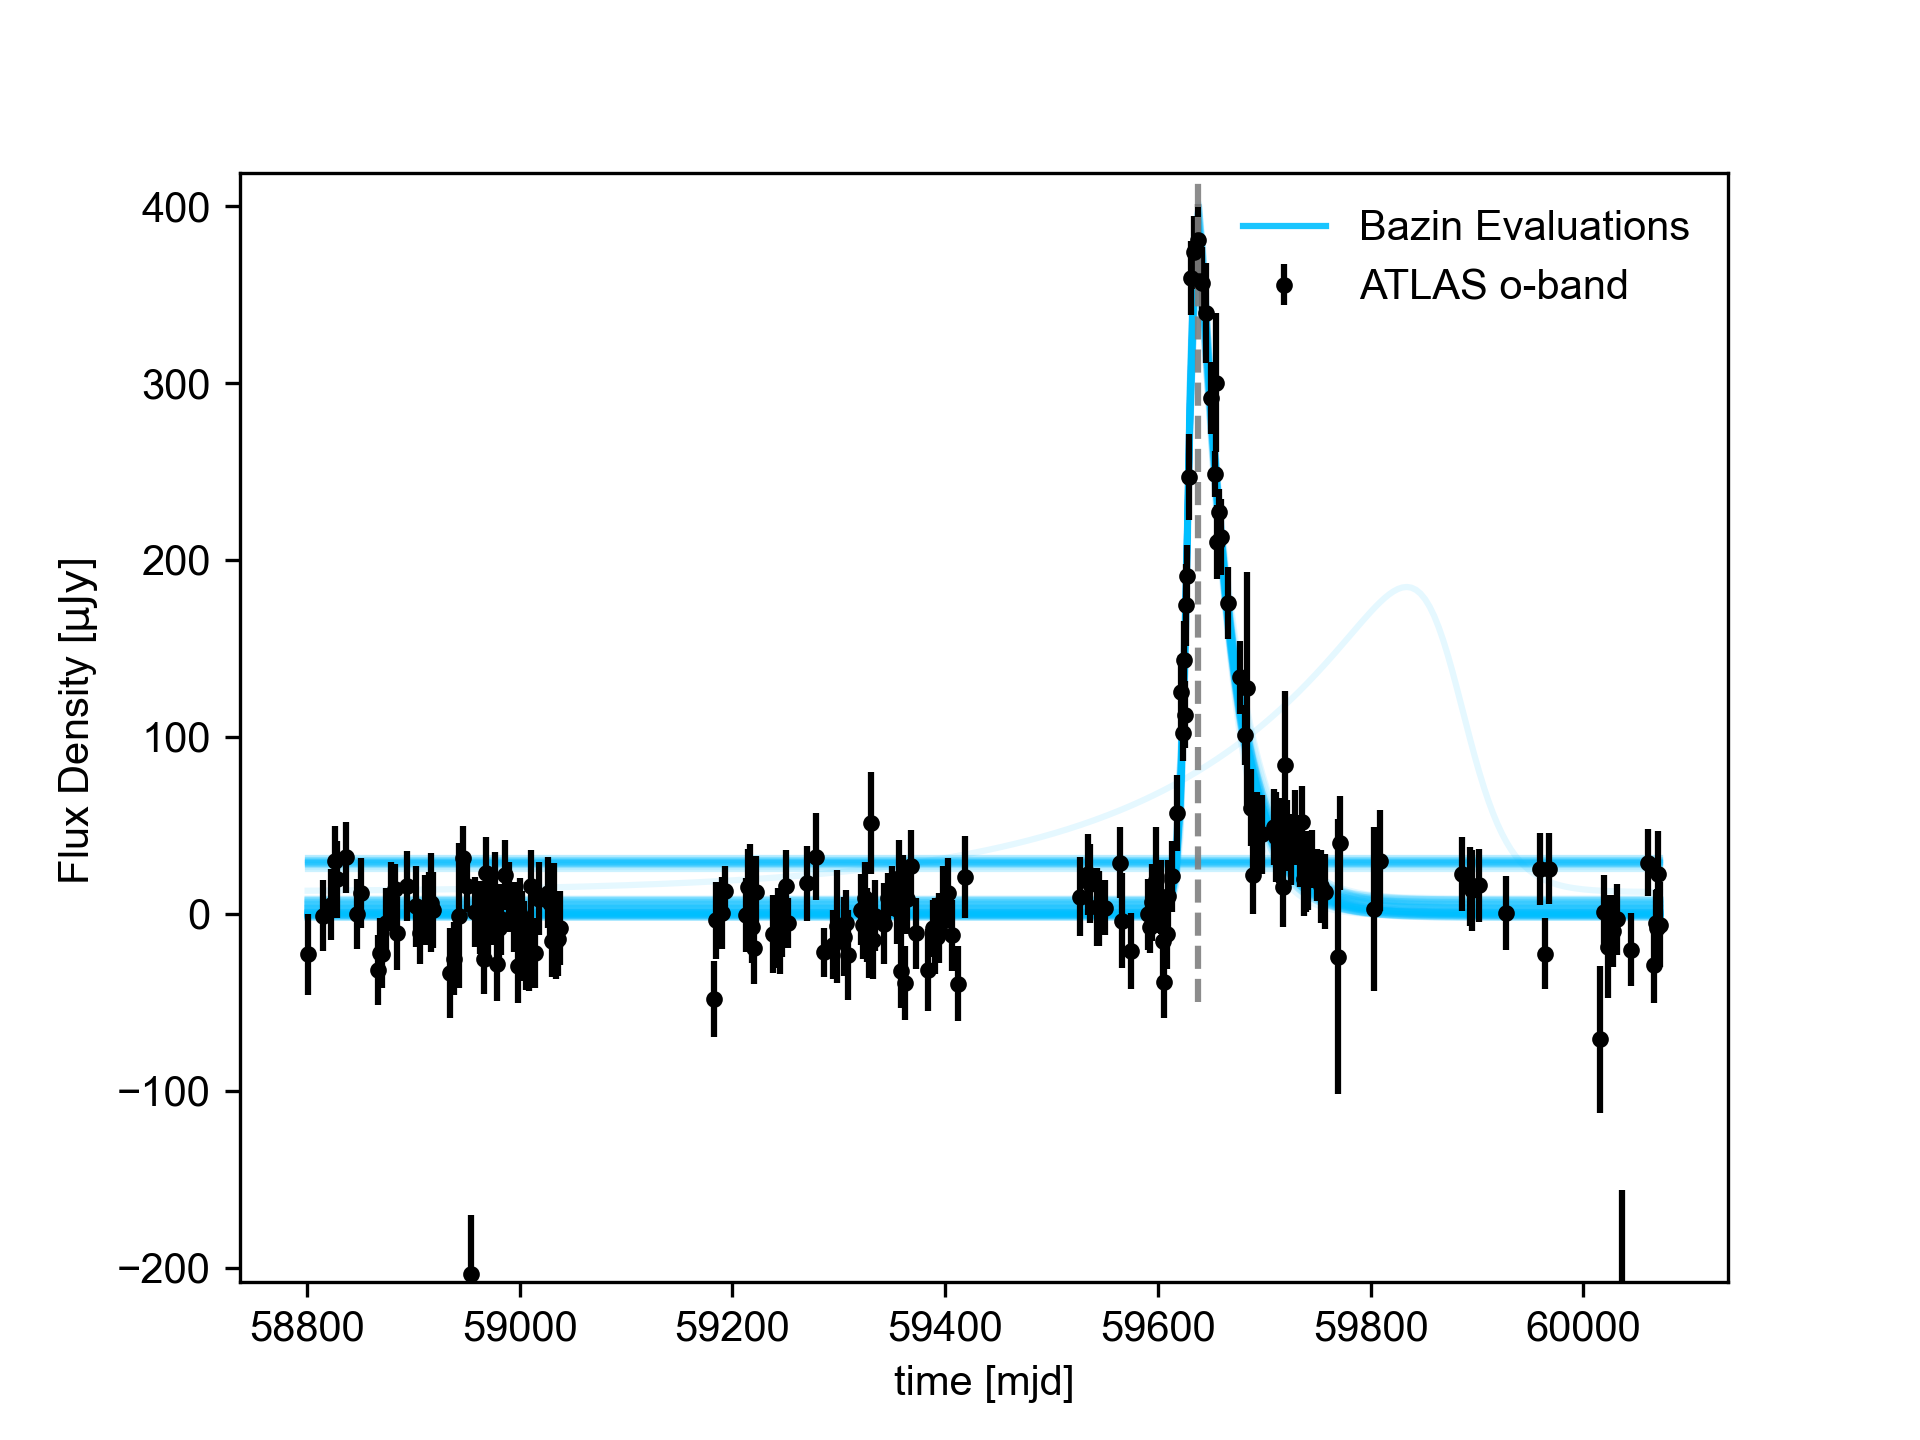 Bazin Evaluations
ATLAS o-band
Flux Density [µJy]
400
300
200
100
0
−100
−200
58800 59000 59200 59400 59600 59800 60000
time [mjd]